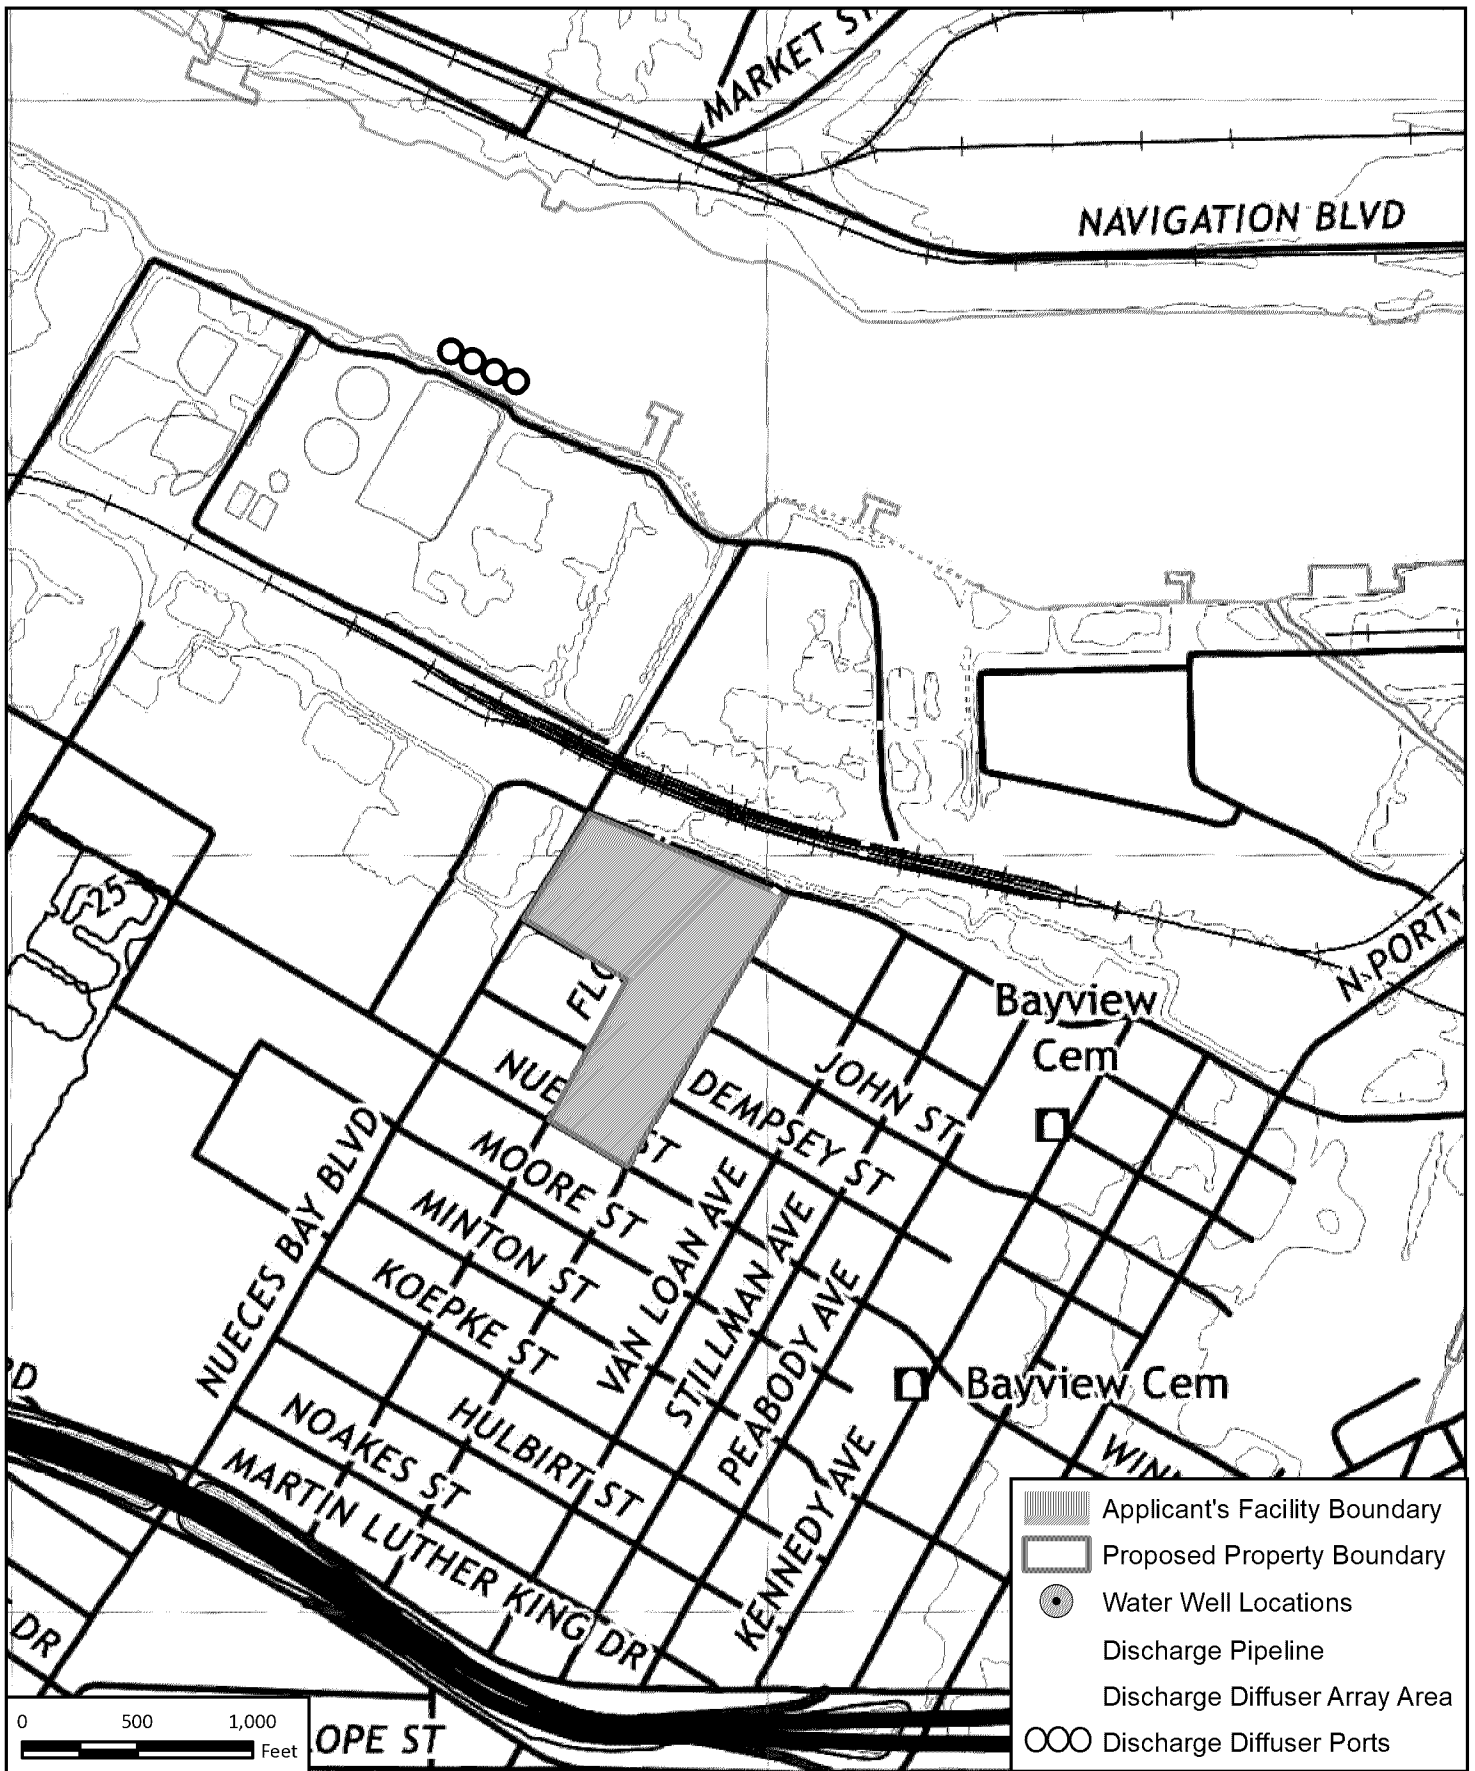 MARKET ST
NAVIGATION BLVD
25
FLO
N PORT
Bayview
Cem
NUE
ST
DEMPSEY ST
JOHN ST
MOORE ST
MINTON ST
KOEPKE ST
NUECES BAY BLVD
VAN LOAN AVE
STILLMAN AVE
PEABODY AVE
Bayview Cem
NOAKES ST
HULBIRT ST
KENNEDY AVE
MARTIN LUTHER KING DR
WIN
DR
OPE ST
0 500 1,000
Feet
Applicant's Facility Boundary
Proposed Property Boundary
Water Well Locations
Discharge Pipeline
Discharge Diffuser Array Area
Discharge Diffuser Ports